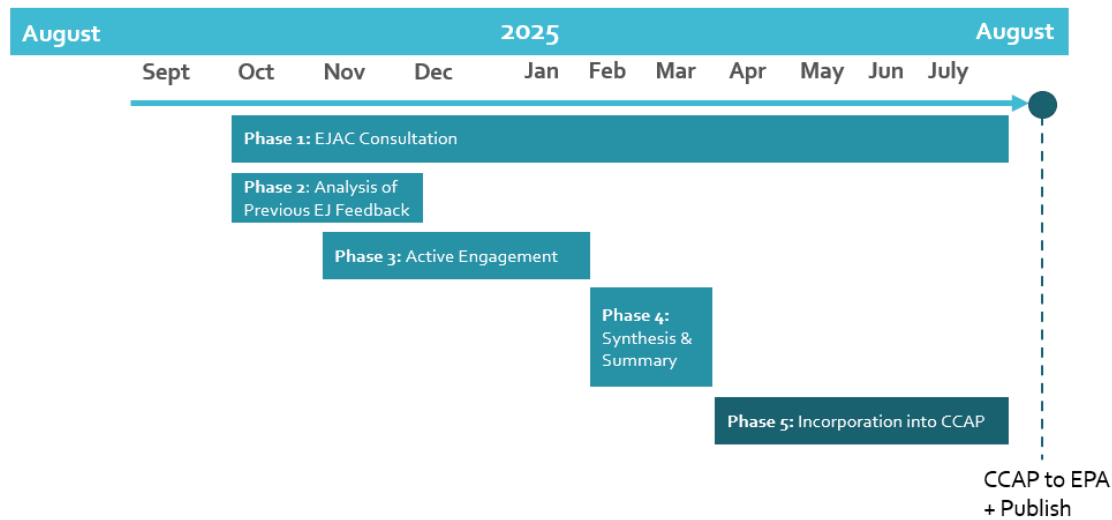 August 2025 August
Sept Oct Nov Dec Jan Feb Mar Apr May Jun July
Phase 1: EJAC Consultation
Phase 2: Analysis of
Previous EJ Feedback
Phase 3: Active Engagement
Phase 4:
Synthesis &
Summary
Phase 5: Incorporation into CCAP
CCAP to EPA
+ Publish